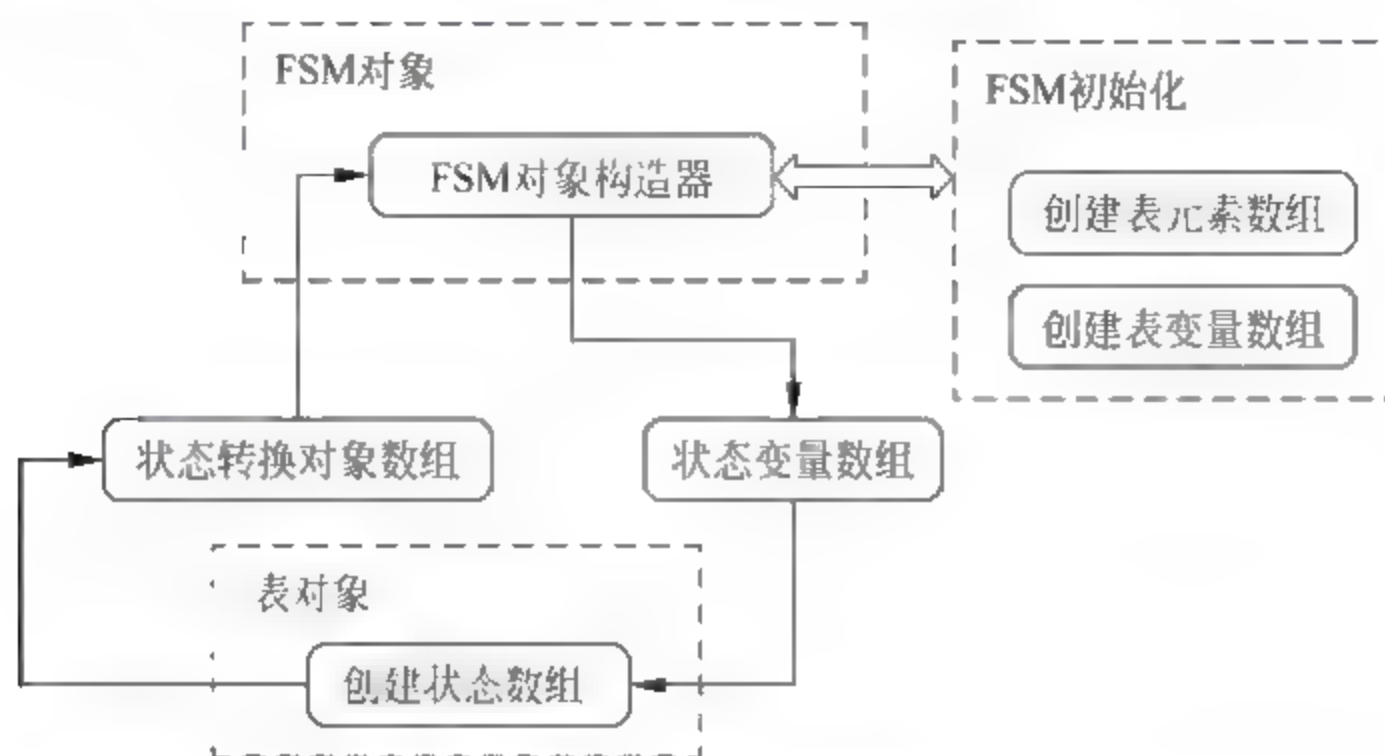 FSM对象
FSM初始化
FSM对象构造器
创建表元素数组
创建表变量数组
状态转换对象数组
状态变量数组
表对象
创建状态数组